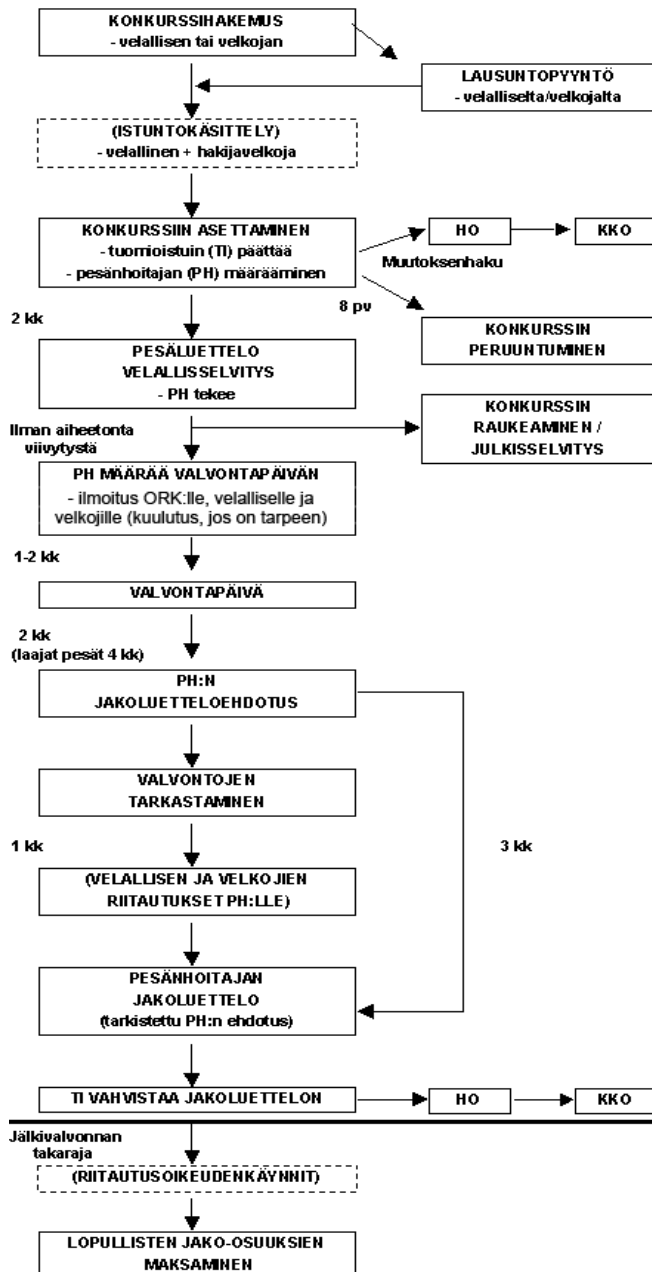 KONKURSSIHAKEMUS
- velallisen tai velkojan
LAUSUNTOPYYNTÖ
- velalliselta/velkojalta
(ISTUNTOKÄSITTELY)
- velallinen + hakijavelkoja
KONKURSSIIN ASETTAMINEN
- tuomioistuin (TI) päättää
- pesänhoitajan (PH) määrääminen
HO
KKO
Muutoksenhaku
8 pv
2 kk
KONKURSSIN
PERUUNTUMINEN
PESÄLUETTELO
VELALLISSELVITYS
- PH tekee
KONKURSSIN
RAUKEAMINEN /
JULKISSELVITYS
Ilman aiheetonta
viivytystä
PH MÄÄRÄÄ VALVONTAPÄIVÄN
- ilmoitus ORK:lle, velalliselle ja
velkojille (kuulutus, jos on tarpeen)
1-2 kk
VALVONTAPÄIVÄ
2 kk
(laajat pesät 4 kk)
PH:N
JAKOLUETTELOEHDOTUS
VALVONTOJEN
TARKASTAMINEN
1 kk
3 kk
(VELALLISEN JA VELKOJIEN
RIITAUTUKSET PH:LLE)
PESÄNHOITAJAN
JAKOLUETTELO
(tarkistettu PH:n ehdotus)
TI VAHVISTAA JAKOLUETTELON
HO
KKO
Jälkivalvonnan
takaraja
(RIITAUTUSOIKEUDENKÄYNNIT)
LOPULLISTEN JAKO-OSUUKSIEN
MAKSAMINEN